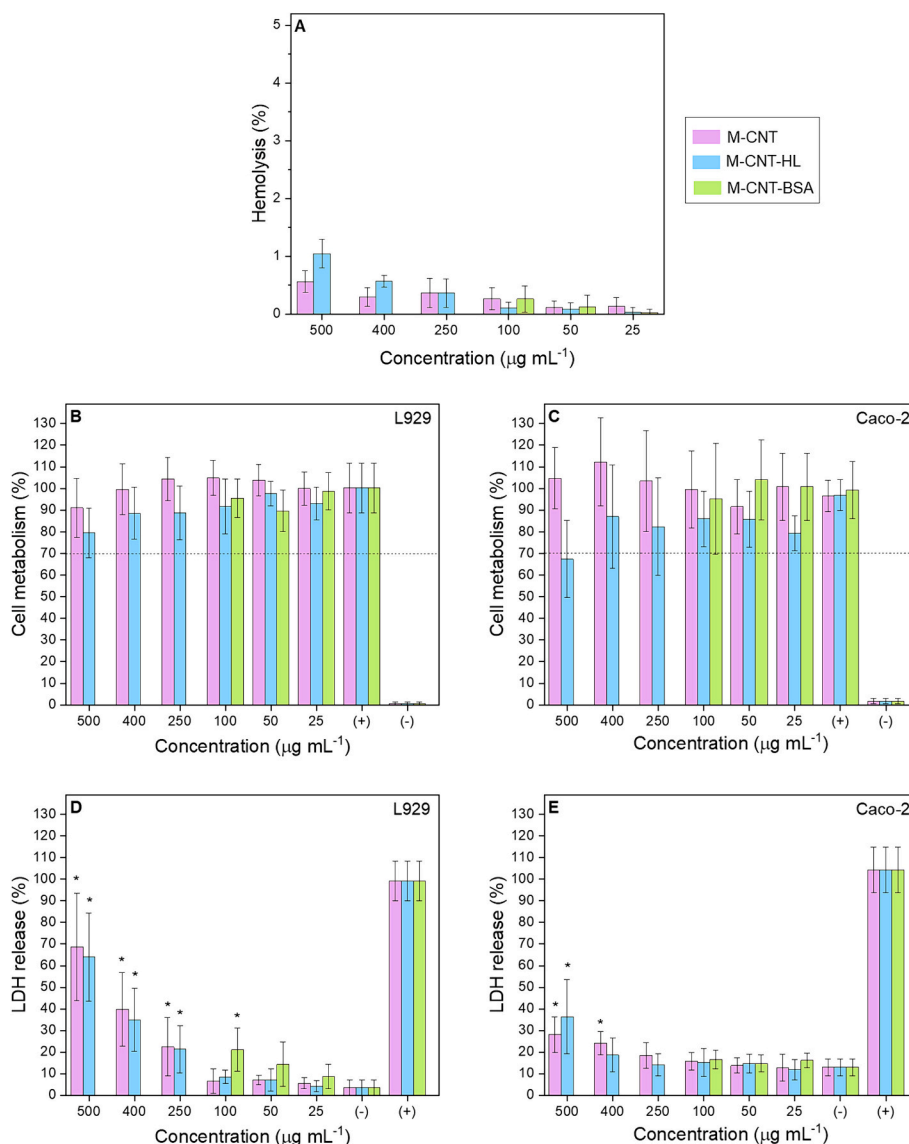 A
5
4
3
2
1
0
Hemolysis (%)
500 400 250 100 50 25
Concentration (µg mL⁻¹)
M-CNT
M-CNT-HL
M-CNT-BSA
B
L929
130
120
110
100
90
80
70
60
50
40
30
20
10
0
Cell metabolism (%)
500 400 250 100 50 25 (+) (-)
Concentration (µg mL⁻¹)
C
Caco-2
130
120
110
100
90
80
70
60
50
40
30
20
10
0
Cell metabolism (%)
500 400 250 100 50 25 (+) (-)
Concentration (µg mL⁻¹)
D
L929
130
120
110
100
90
80
70
60
50
40
30
20
10
0
LDH release (%)
* * * * * * *
500 400 250 100 50 25 (-) (+)
Concentration (µg mL⁻¹)
E
Caco-2
130
120
110
100
90
80
70
60
50
40
30
20
10
0
LDH release (%)
* * *
500 400 250 100 50 25 (-) (+)
Concentration (µg mL⁻¹)